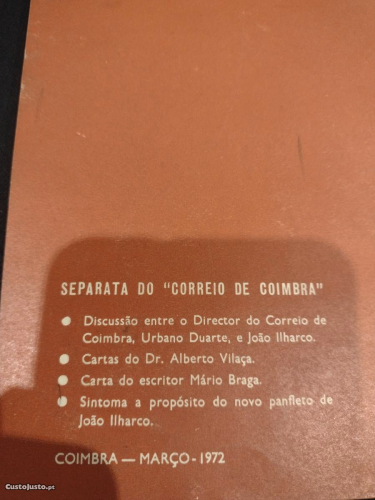 SEPARATA DO "CORREIO DE COIMBRA"
● Discussão entre o Director do Correio de
Coimbra, Urbano Duarte, e João Ilharco.
● Cartas do Dr. Alberto Vilaça.
● Carta do escritor Mário Braga.
● Sintoma a propósito do novo panfleto de
João Ilharco.
COIMBRA — MARÇO - 1972
CustoJusto.pt